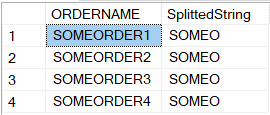 ORDERNAME SplittedString
1 SOMEORDER1 SOMEO
2 SOMEORDER2 SOMEO
3 SOMEORDER3 SOMEO
4 SOMEORDER4 SOMEO